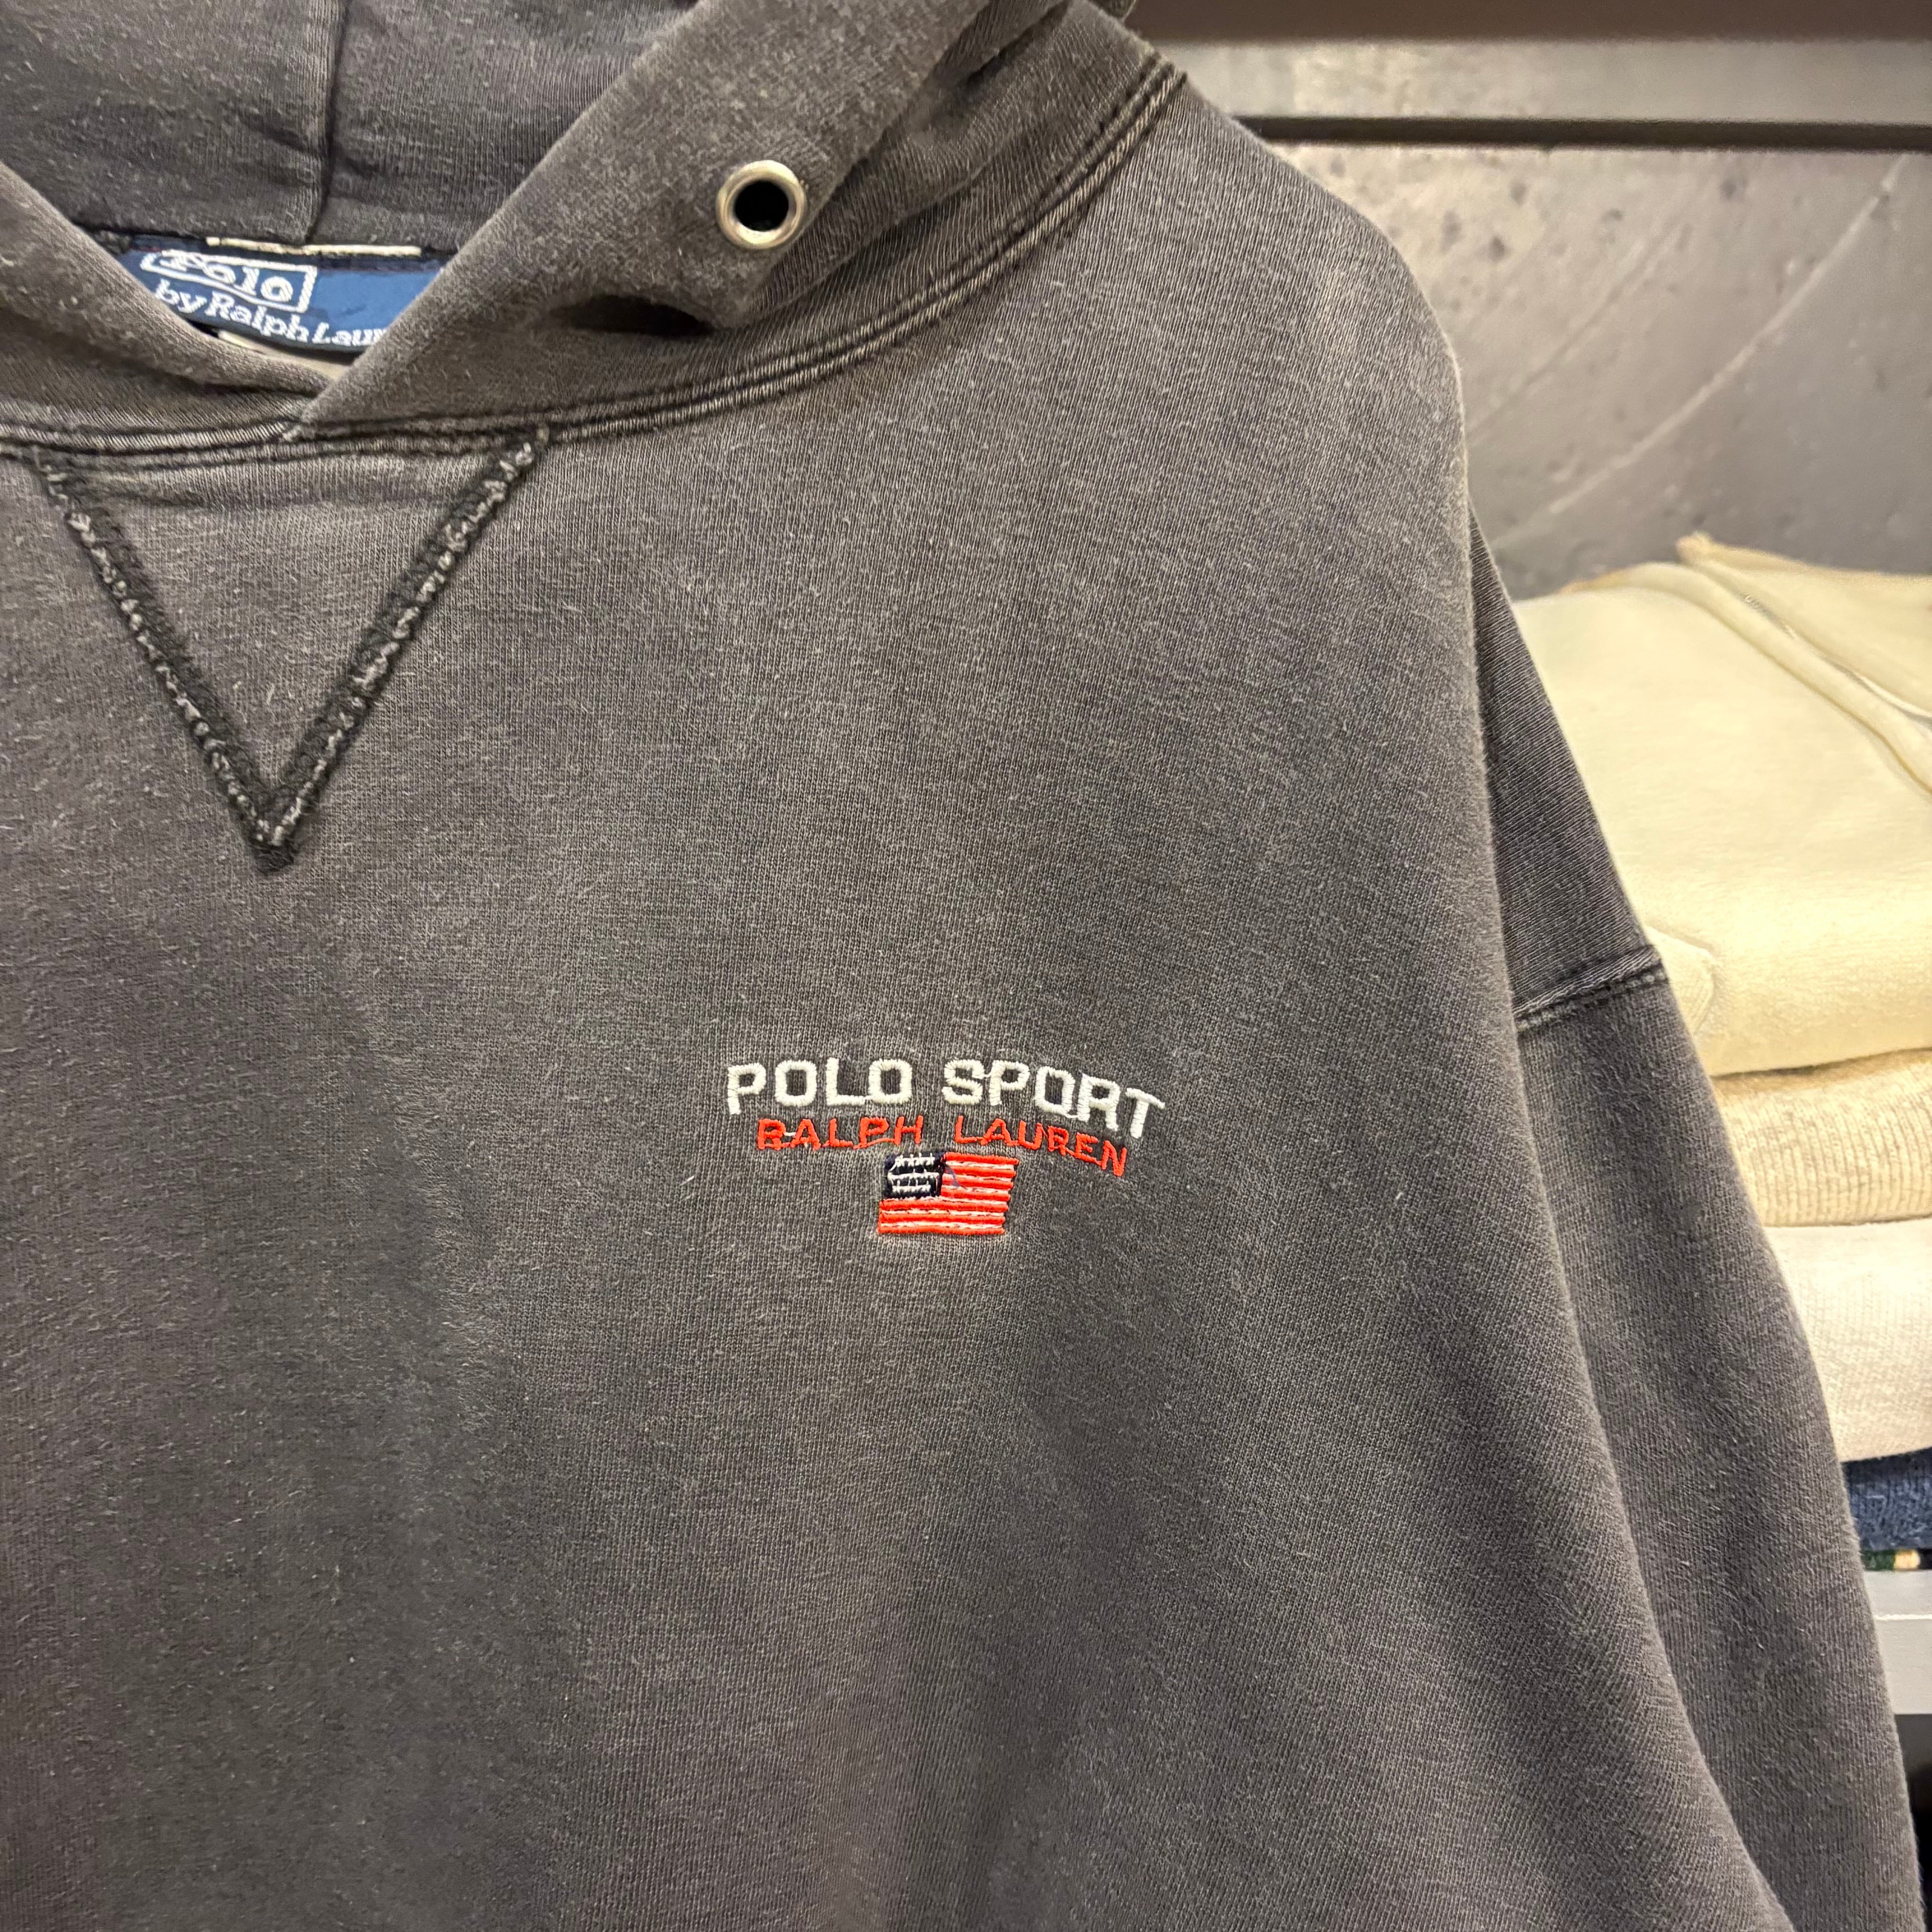 Polo
by Ralph Laur
POLO SPORT
RALPH LAUREN